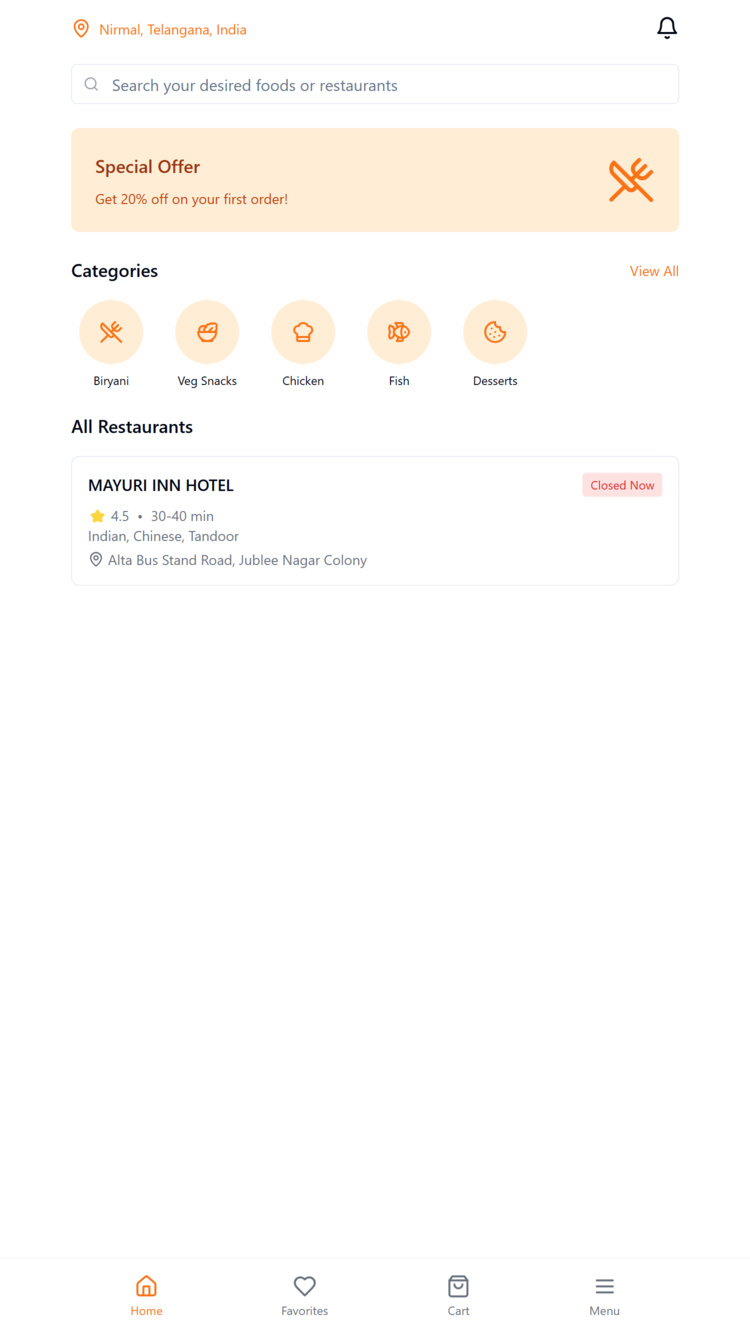 Nirmal, Telangana, India
Search your desired foods or restaurants
Special Offer
Get 20% off on your first order!
Categories
View All
Biryani
Veg Snacks
Chicken
Fish
Desserts
All Restaurants
MAYURI INN HOTEL
Closed Now
4.5 • 30-40 min
Indian, Chinese, Tandoor
Alta Bus Stand Road, Jublee Nagar Colony
Home
Favorites
Cart
Menu